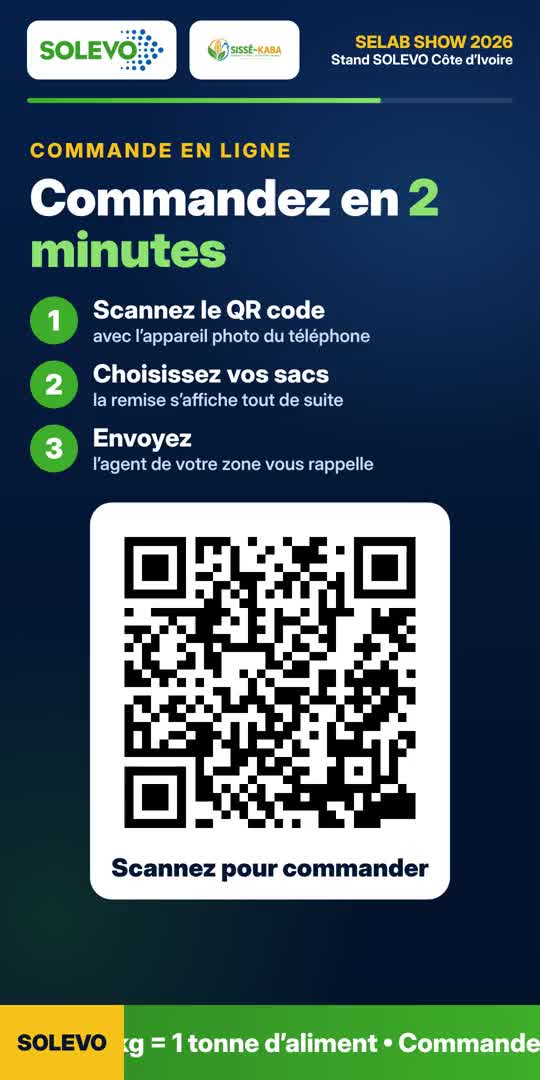 SOLEVO
SISSÉ-KABA
SELAB SHOW 2026
Stand SOLEVO Côte d’Ivoire
COMMANDE EN LIGNE
Commandez en 2
minutes
1
Scannez le QR code
avec l’appareil photo du téléphone
2
Choisissez vos sacs
la remise s’affiche tout de suite
3
Envoyez
l’agent de votre zone vous rappelle
Scannez pour commander
SOLEVO
kg = 1 tonne d’aliment • Commande